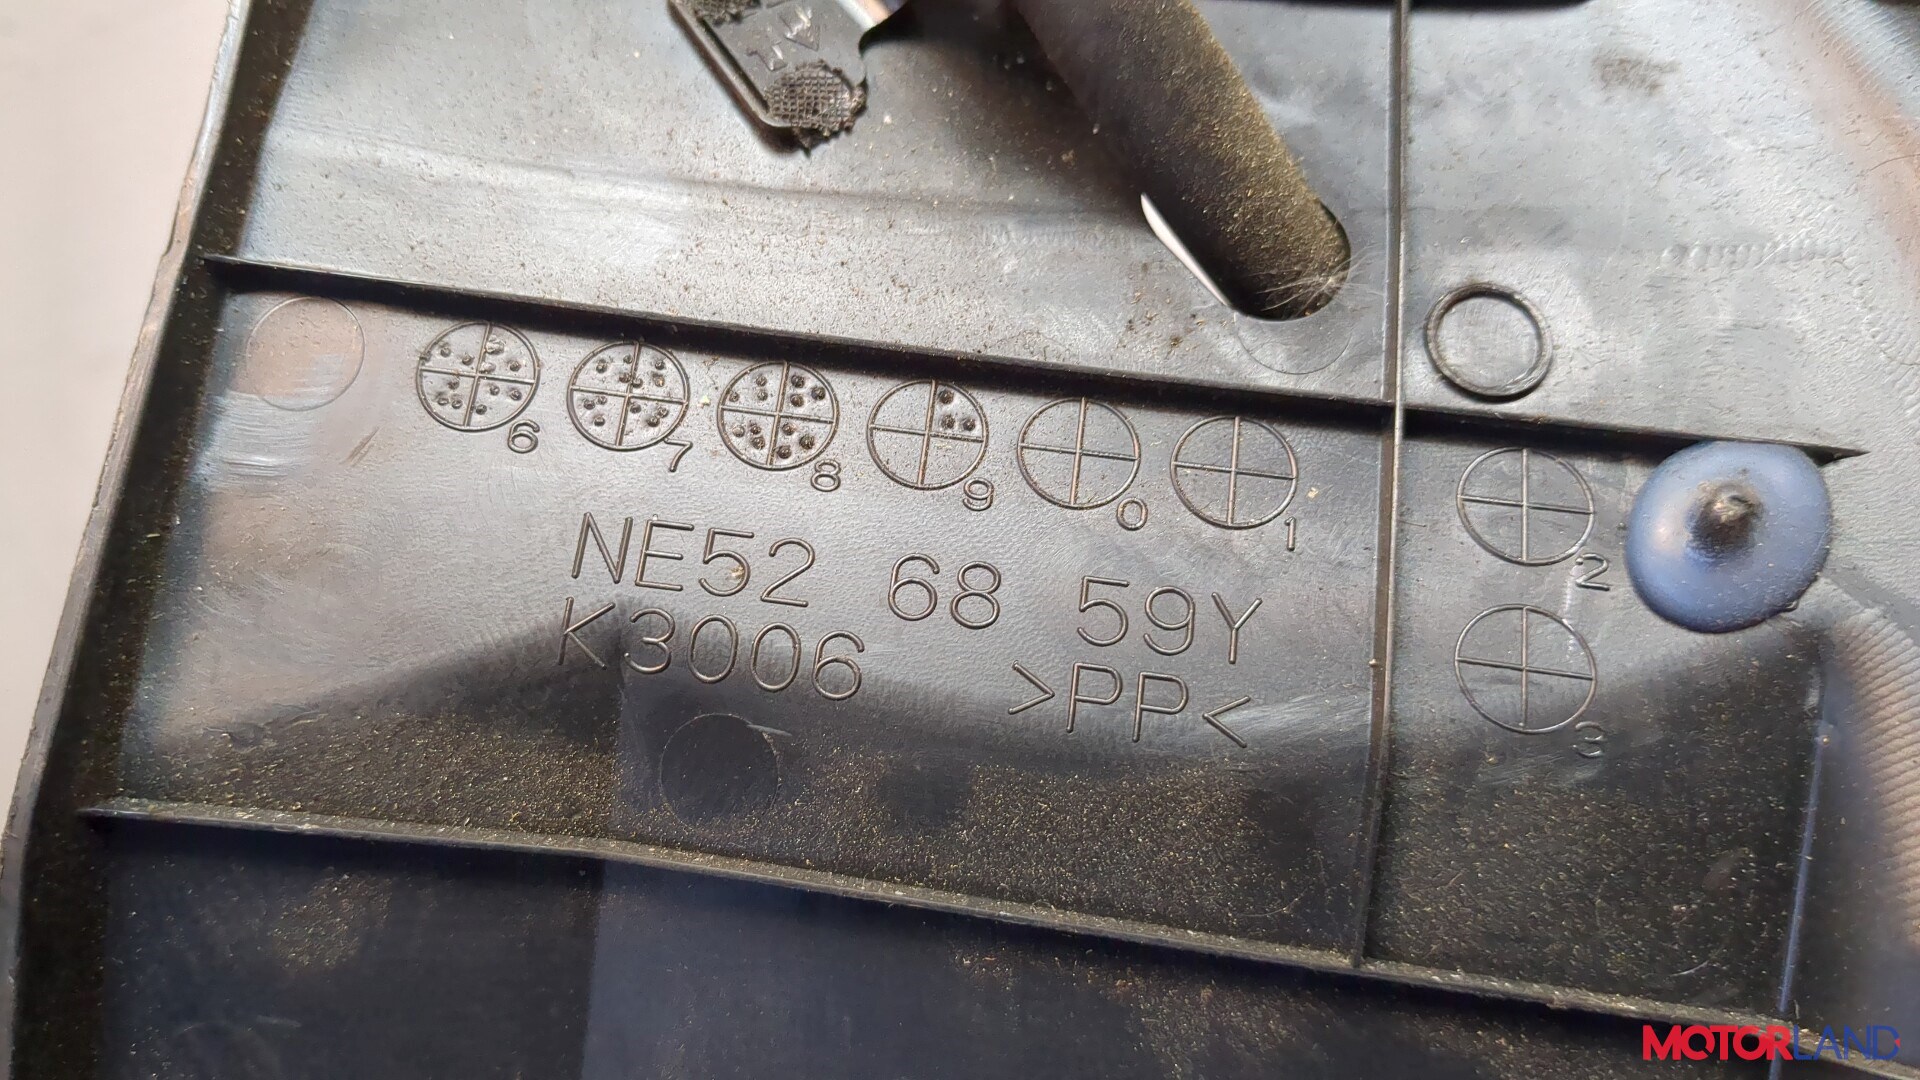 6 7 8 9 0 1 2
NE52 68 59Y
K3006 >PP<
3
MOTORLAND